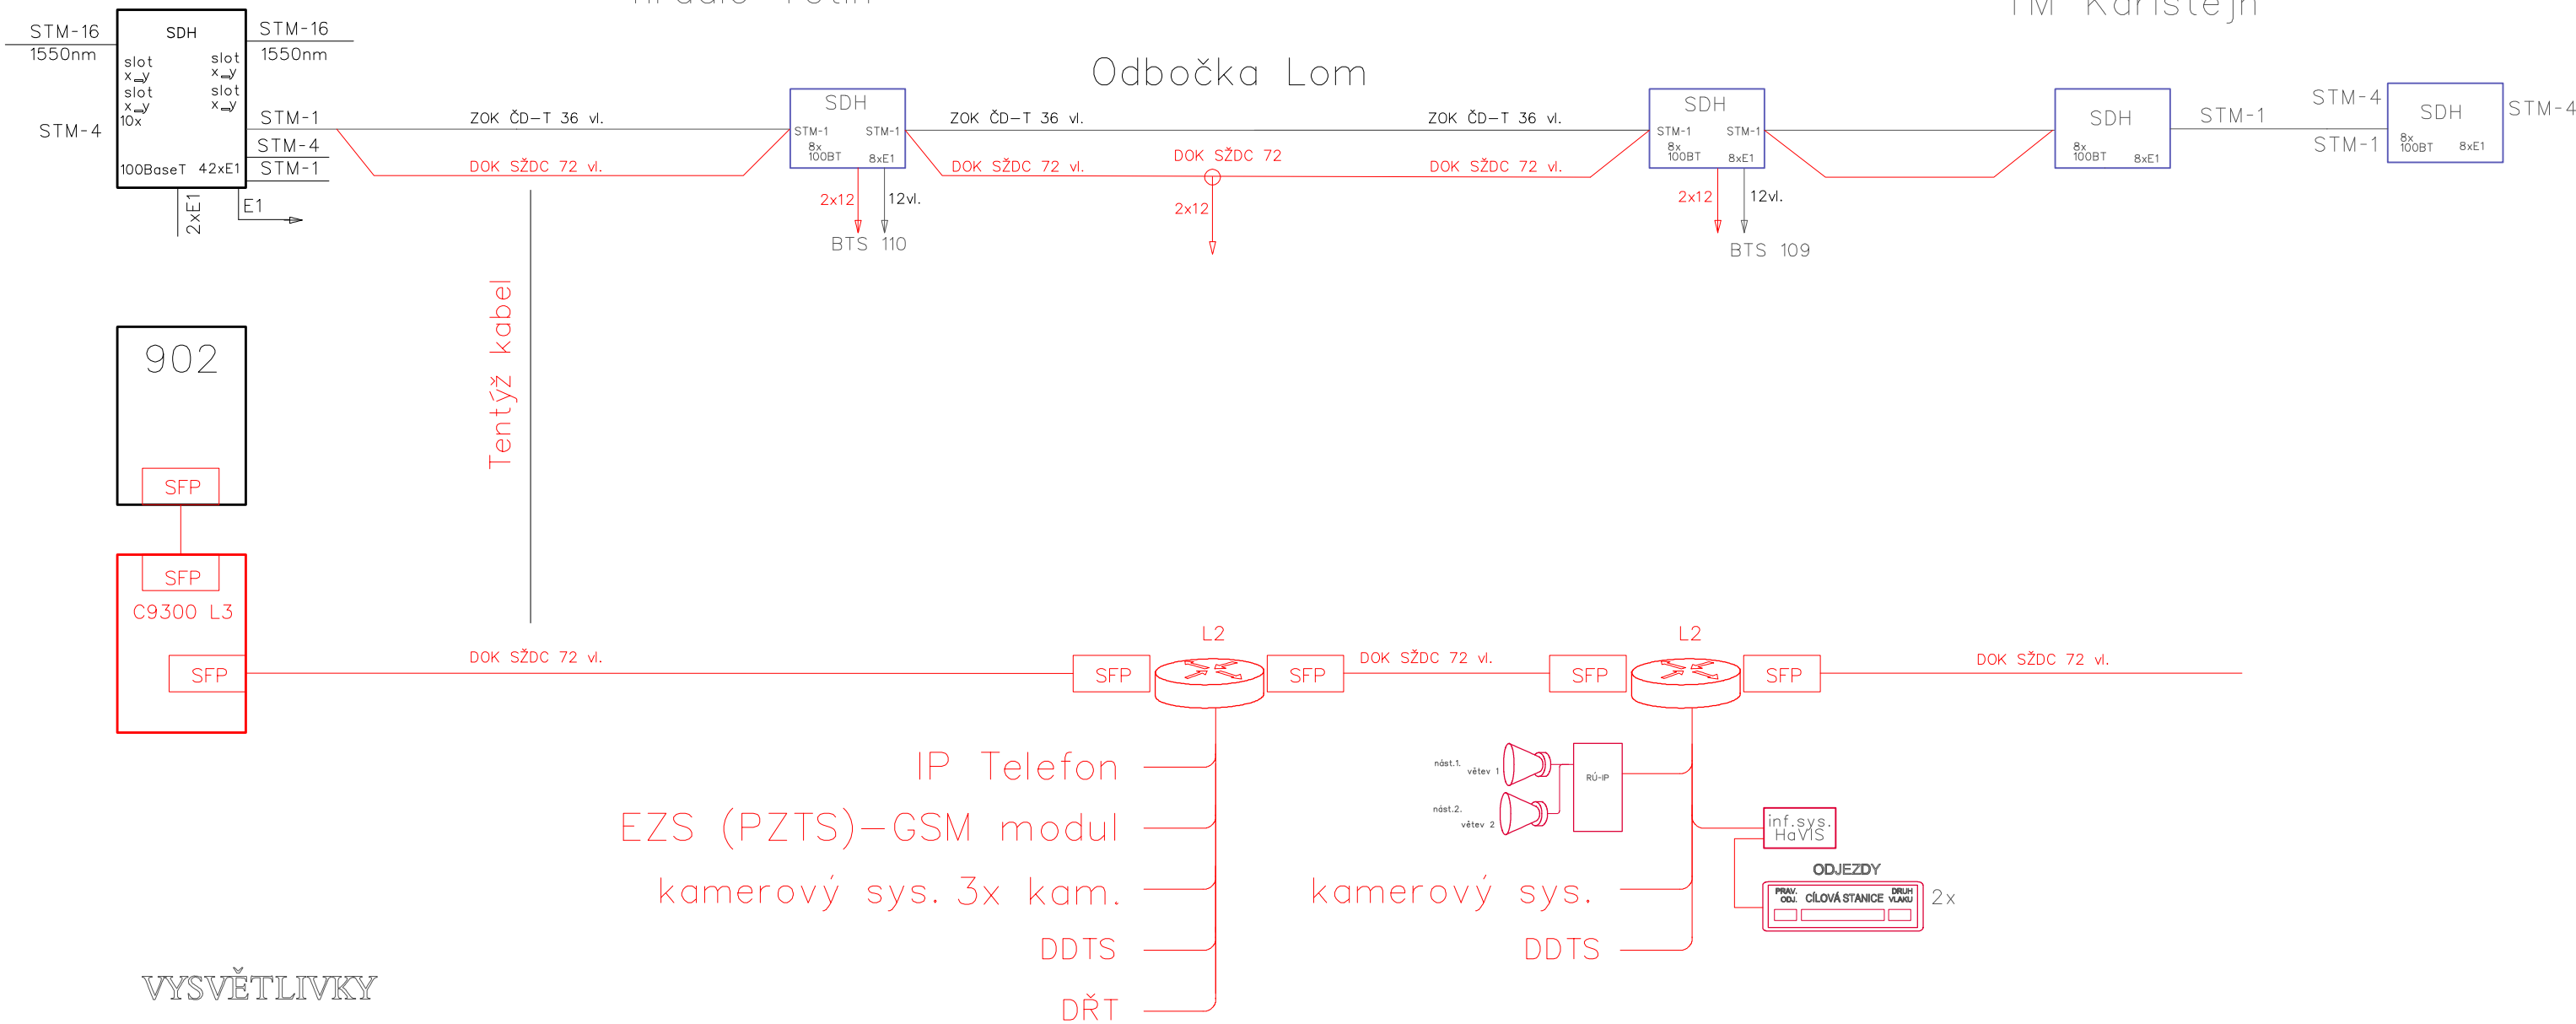 Odbočka Lom
STM-16
1550nm
SDH
slot
x_y
slot
x_y
10x
slot
x_y
slot
x_y
100BaseT
42xE1
STM-16
1550nm
STM-4
STM-1
STM-4
STM-1
2xE1
E1
ZOK ČD-T 36 vl.
DOK SŽDC 72 vl.
SDH
STM-1
STM-1
8x
100BT
8xE1
2x12
12vl.
BTS 110
ZOK ČD-T 36 vl.
DOK SŽDC 72 vl.
DOK SŽDC 72
2x12
ZOK ČD-T 36 vl.
DOK SŽDC 72 vl.
SDH
STM-1
STM-1
8x
100BT
8xE1
2x12
12vl.
BTS 109
SDH
8x
100BT
8xE1
STM-1
STM-4
STM-1
SDH
8x
100BT
8xE1
STM-4
Tentýž kabel
902
SFP
SFP
C9300 L3
SFP
DOK SŽDC 72 vl.
L2
SFP
SFP
DOK SŽDC 72 vl.
L2
SFP
SFP
DOK SŽDC 72 vl.
IP Telefon
EZS (PZTS)-GSM modul
kamerový sys. 3x kam.
DDTS
DŘT
nást.1.
větev 1
nást.2.
větev 2
RÚ-IP
inf.sys.
HaVIS
kamerový sys.
DDTS
ODJEZDY
PRAV.
ODJ.
CÍLOVÁ STANICE
DRUH
VLAKU
2x
VYSVĚTLIVKY